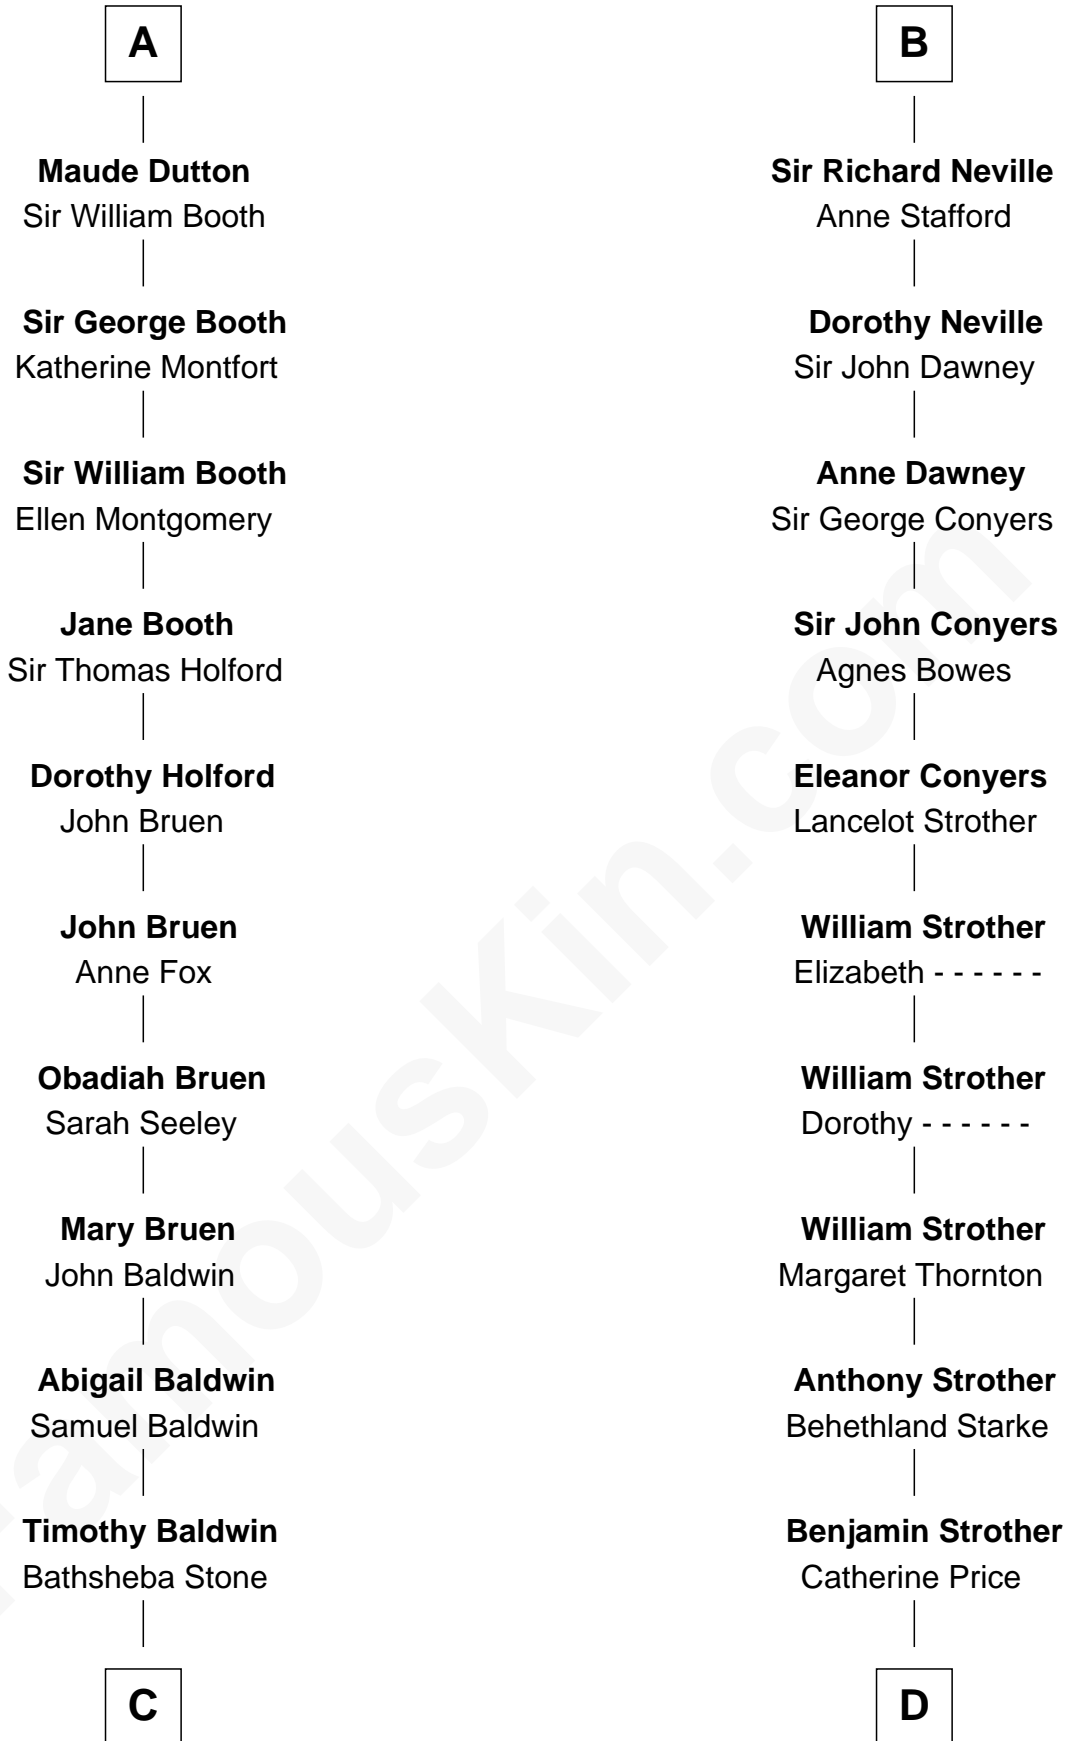 A
Maude Dutton
Sir William Booth
Sir George Booth
Katherine Montfort
Sir William Booth
Ellen Montgomery
Jane Booth
Sir Thomas Holford
Dorothy Holford
John Bruen
John Bruen
Anne Fox
Obadiah Bruen
Sarah Seeley
Mary Bruen
John Baldwin
Abigail Baldwin
Samuel Baldwin
Timothy Baldwin
Bathsheba Stone
C
B
Sir Richard Neville
Anne Stafford
Dorothy Neville
Sir John Dawney
Anne Dawney
Sir George Conyers
Sir John Conyers
Agnes Bowes
Eleanor Conyers
Lancelot Strother
William Strother
Elizabeth - - - - - -
William Strother
Dorothy - - - - - -
William Strother
Margaret Thornton
Anthony Strother
Behethland Starke
Benjamin Strother
Catherine Price
D
FamousKin.com